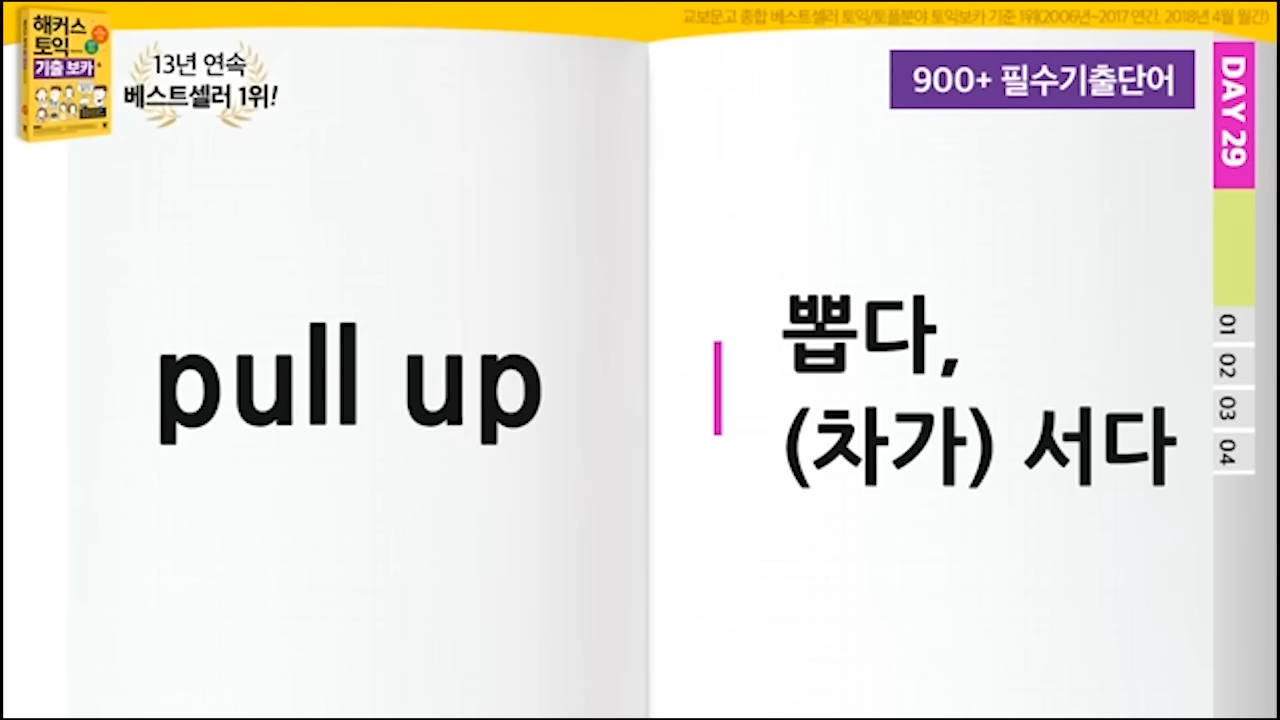 교보문고 종합 베스트셀러 토익/토플분야 토익보카 기준 1위(2006년~2017 연간, 2018년 4월 월간)
해커스
토익
기출 보카
13년 연속
베스트셀러 1위!
900+ 필수기출단어
DAY 29
pull up
뽑다,
(차가) 서다
01
02
03
04